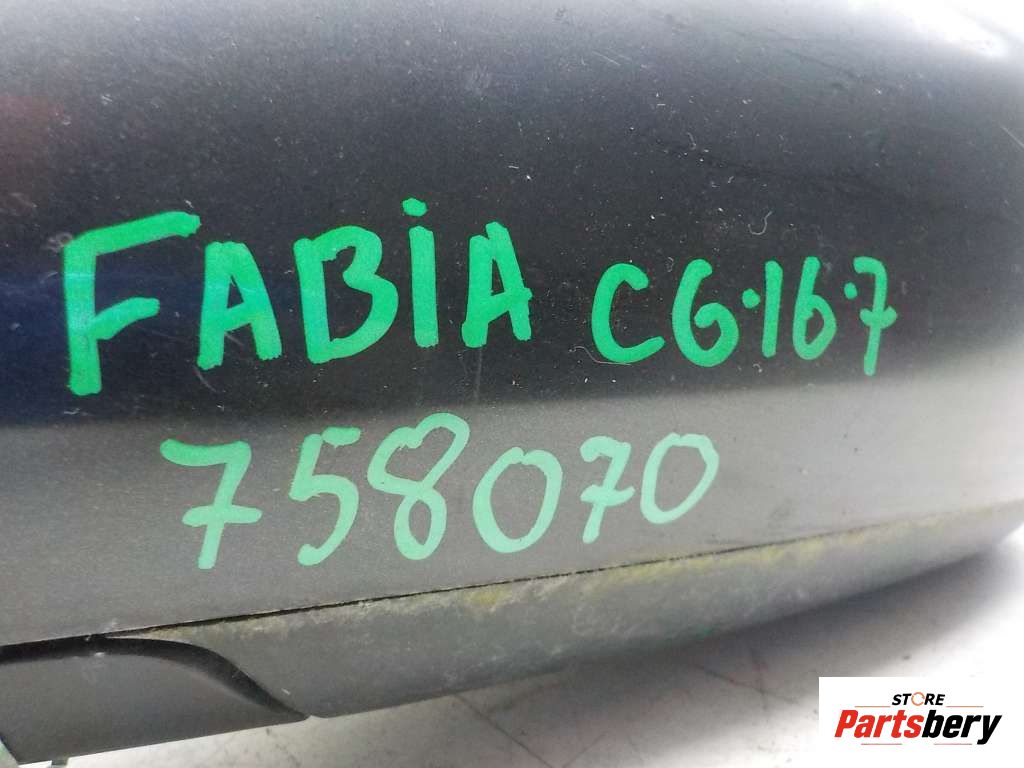 FABiA CG·16·7
758070
STORE
Partsbery